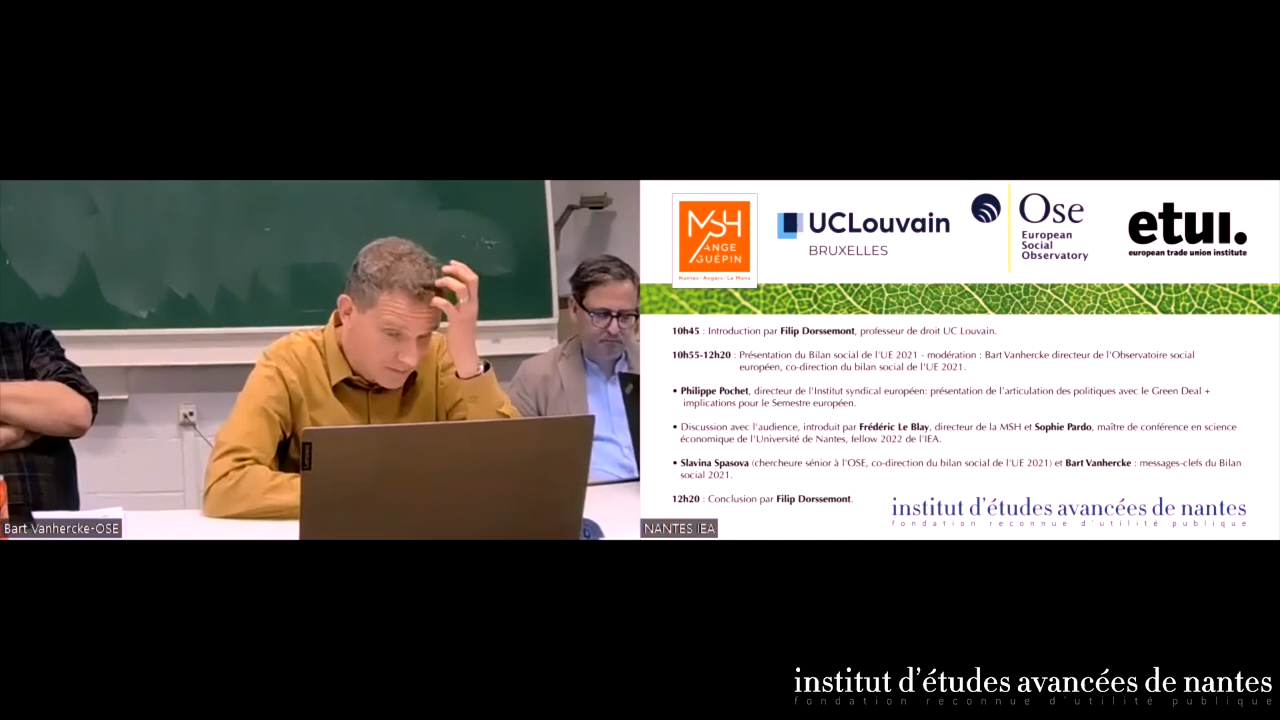 MSH
ANGE
GUÉPIN
Nantes Angers Le Mans
UCLouvain
BRUXELLES
Ose
European
Social
Observatory
etui.
european trade union institute
10h45 : Introduction par Filip Dorssemont, professeur de droit UC Louvain.
10h55-12h20 : Présentation du Bilan social de l'UE 2021 - modération : Bart Vanhercke directeur de l'Observatoire social
européen, co-direction du bilan social de l'UE 2021.
• Philippe Pochet, directeur de l'Institut syndical européen: présentation de l'articulation des politiques avec le Green Deal +
implications pour le Semestre européen.
• Discussion avec l'audience, introduit par Frédéric Le Blay, directeur de la MSH et Sophie Pardo, maître de conférence en science
économique de l'Université de Nantes, fellow 2022 de l'IEA.
• Slavina Spasova (chercheure sénior à l'OSE, co-direction du bilan social de l'UE 2021) et Bart Vanhercke : messages-clefs du Bilan
social 2021.
12h20 : Conclusion par Filip Dorssemont.
institut d'études avancées de nantes
fondation reconnue d'utilité publique
Lenovo
Bart Vanhercke-OSE
NANTES IEA
institut d'études avancées de nantes
fondation reconnue d'utilité publique